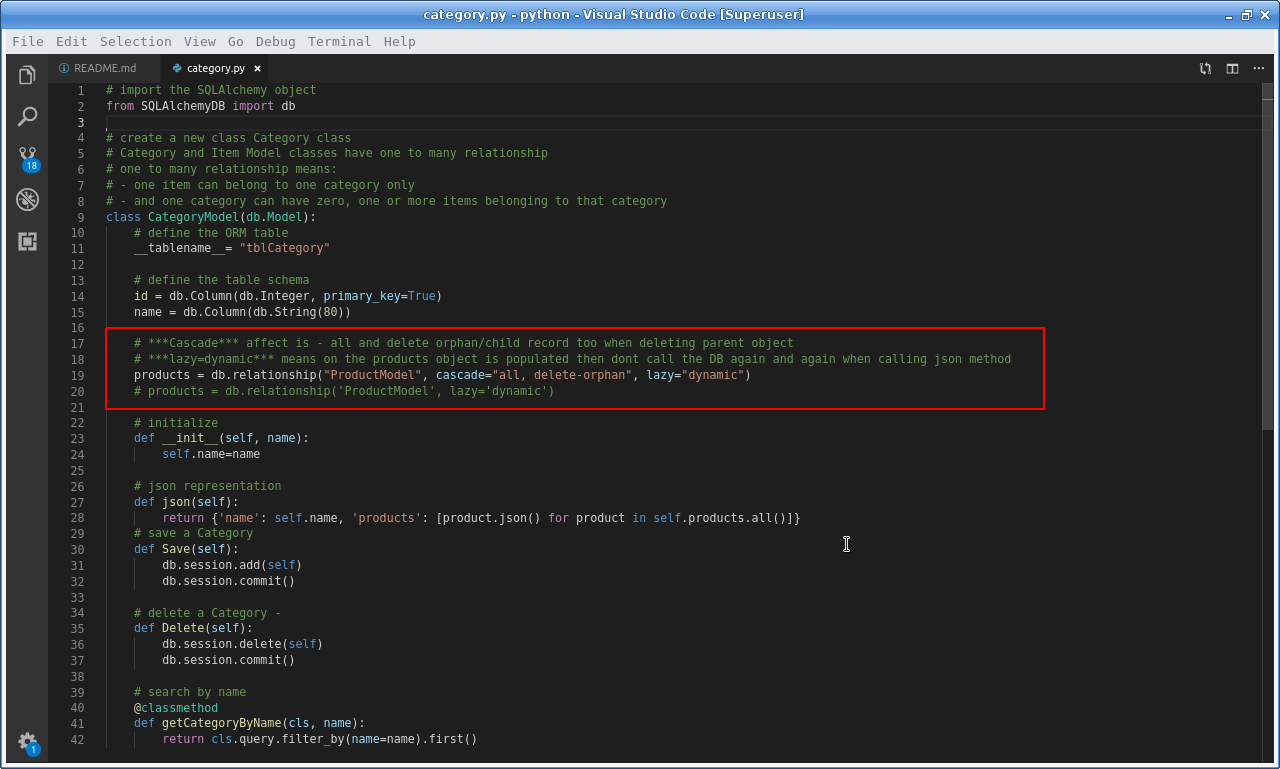 category.py - python - Visual Studio Code [Superuser]
File Edit Selection View Go Debug Terminal Help
README.md category.py
1 # import the SQLAlchemy object
2 from SQLAlchemyDB import db
3
4 # create a new class Category class
5 # Category and Item Model classes have one to many relationship
6 # one to many relationship means:
7 # - one item can belong to one category only
8 # - and one category can have zero, one or more items belonging to that category
9 class CategoryModel(db.Model):
10     # define the ORM table
11     __tablename__= "tblCategory"
12
13     # define the table schema
14     id = db.Column(db.Integer, primary_key=True)
15     name = db.Column(db.String(80))
16
17     # ***Cascade*** affect is - all and delete orphan/child record too when deleting parent object
18     # ***lazy=dynamic*** means on the products object is populated then dont call the DB again and again when calling json method
19     products = db.relationship("ProductModel", cascade="all, delete-orphan", lazy="dynamic")
20     # products = db.relationship('ProductModel', lazy='dynamic')
21
22     # initialize
23     def __init__(self, name):
24         self.name=name
25
26     # json representation
27     def json(self):
28         return {'name': self.name, 'products': [product.json() for product in self.products.all()]}
29     # save a Category
30     def Save(self):
31         db.session.add(self)
32         db.session.commit()
33
34     # delete a Category -
35     def Delete(self):
36         db.session.delete(self)
37         db.session.commit()
38
39     # search by name
40     @classmethod
41     def getCategoryByName(cls, name):
42         return cls.query.filter_by(name=name).first()
18
1